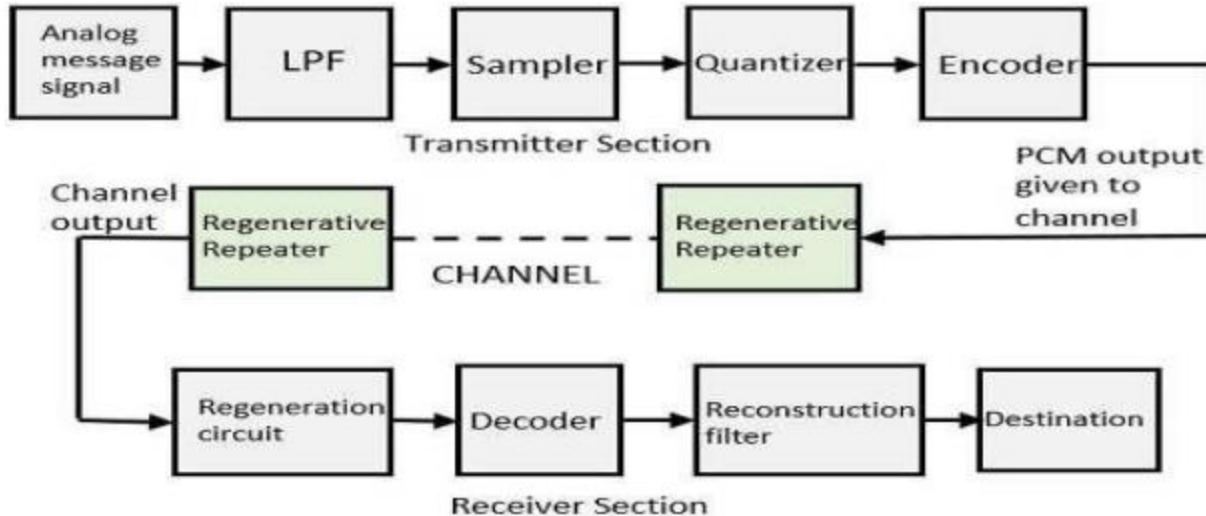 Analog
message
signal
LPF
Sampler
Quantizer
Encoder
Transmitter Section
PCM output
given to
channel
Channel
output
Regenerative
Repeater
CHANNEL
Regenerative
Repeater
Regeneration
circuit
Decoder
Reconstruction
filter
Destination
Receiver Section